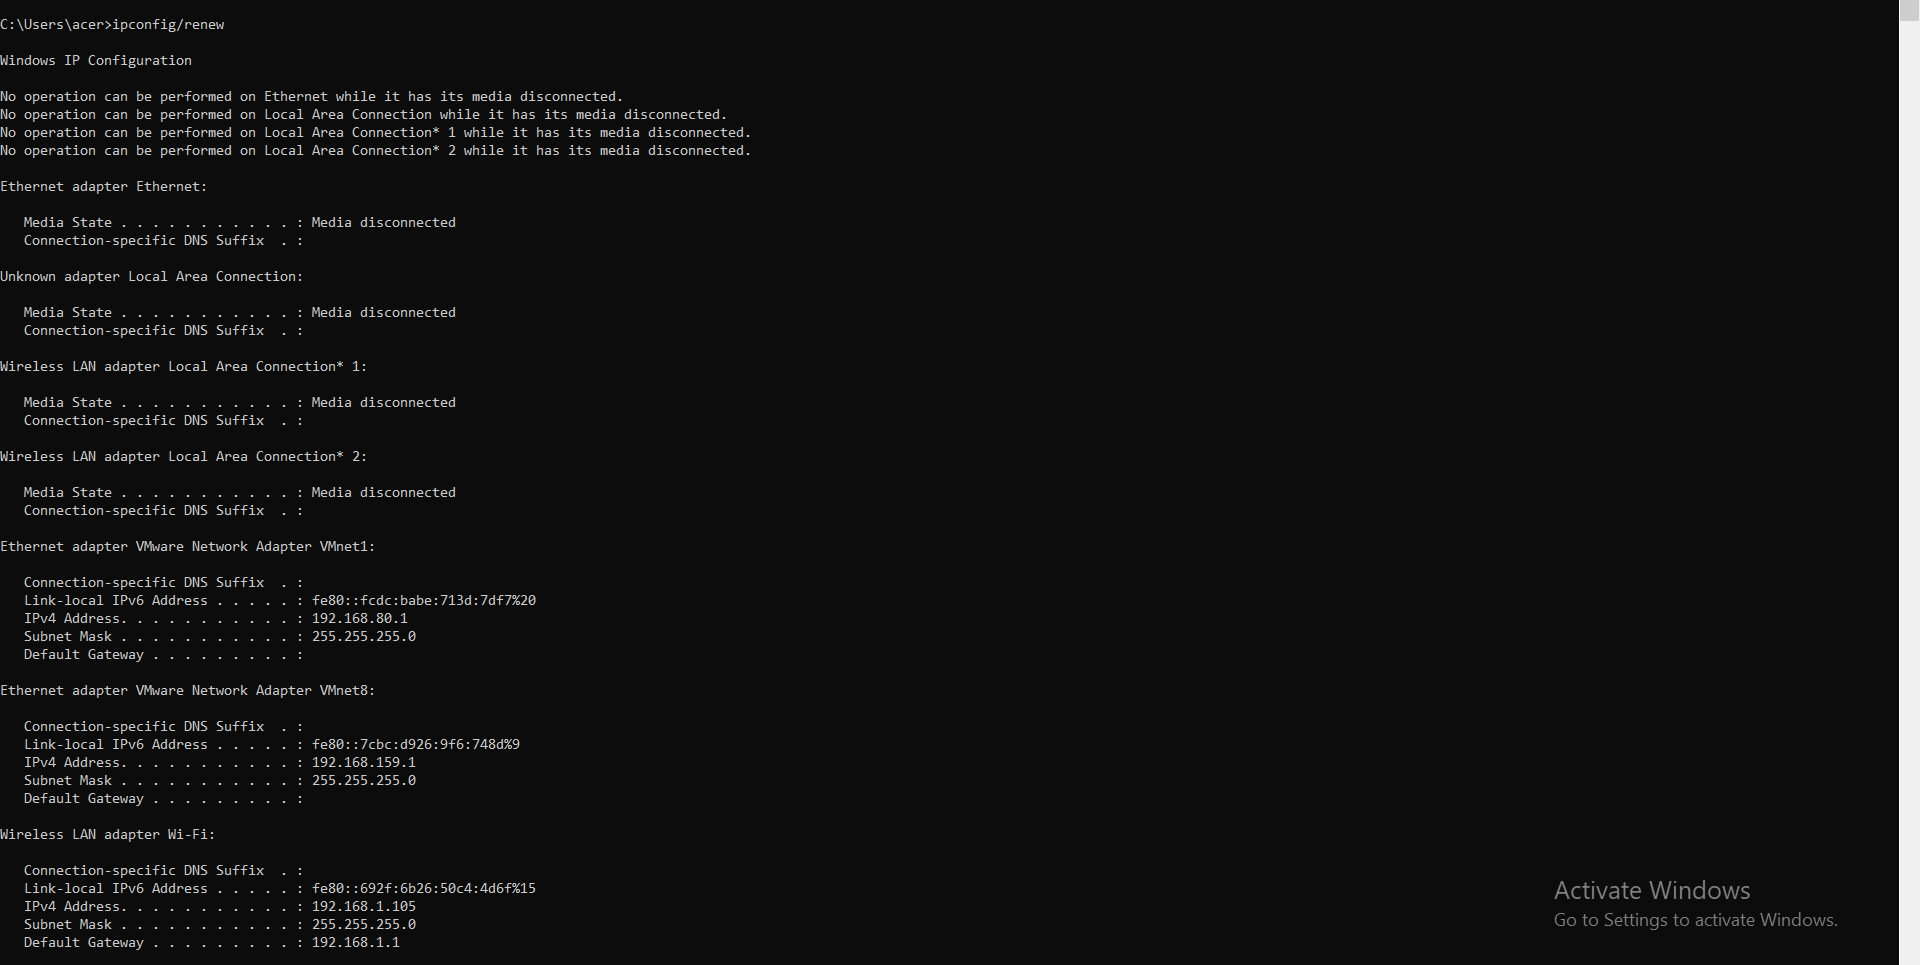 C:\Users\acer>ipconfig/renew
Windows IP Configuration
No operation can be performed on Ethernet while it has its media disconnected.
No operation can be performed on Local Area Connection while it has its media disconnected.
No operation can be performed on Local Area Connection* 1 while it has its media disconnected.
No operation can be performed on Local Area Connection* 2 while it has its media disconnected.
Ethernet adapter Ethernet:
   Media State . . . . . . . . . . . : Media disconnected
   Connection-specific DNS Suffix  . :
Unknown adapter Local Area Connection:
   Media State . . . . . . . . . . . : Media disconnected
   Connection-specific DNS Suffix  . :
Wireless LAN adapter Local Area Connection* 1:
   Media State . . . . . . . . . . . : Media disconnected
   Connection-specific DNS Suffix  . :
Wireless LAN adapter Local Area Connection* 2:
   Media State . . . . . . . . . . . : Media disconnected
   Connection-specific DNS Suffix  . :
Ethernet adapter VMware Network Adapter VMnet1:
   Connection-specific DNS Suffix  . :
   Link-local IPv6 Address . . . . . : fe80::fcdc:babe:713d:7df7%20
   IPv4 Address. . . . . . . . . . . : 192.168.80.1
   Subnet Mask . . . . . . . . . . . : 255.255.255.0
   Default Gateway . . . . . . . . . :
Ethernet adapter VMware Network Adapter VMnet8:
   Connection-specific DNS Suffix  . :
   Link-local IPv6 Address . . . . . : fe80::7cbc:d926:9f6:748d%9
   IPv4 Address. . . . . . . . . . . : 192.168.159.1
   Subnet Mask . . . . . . . . . . . : 255.255.255.0
   Default Gateway . . . . . . . . . :
Wireless LAN adapter Wi-Fi:
   Connection-specific DNS Suffix  . :
   Link-local IPv6 Address . . . . . : fe80::692f:6b26:50c4:4d6f%15
   IPv4 Address. . . . . . . . . . . : 192.168.1.105
   Subnet Mask . . . . . . . . . . . : 255.255.255.0
   Default Gateway . . . . . . . . . : 192.168.1.1
Activate Windows
Go to Settings to activate Windows.